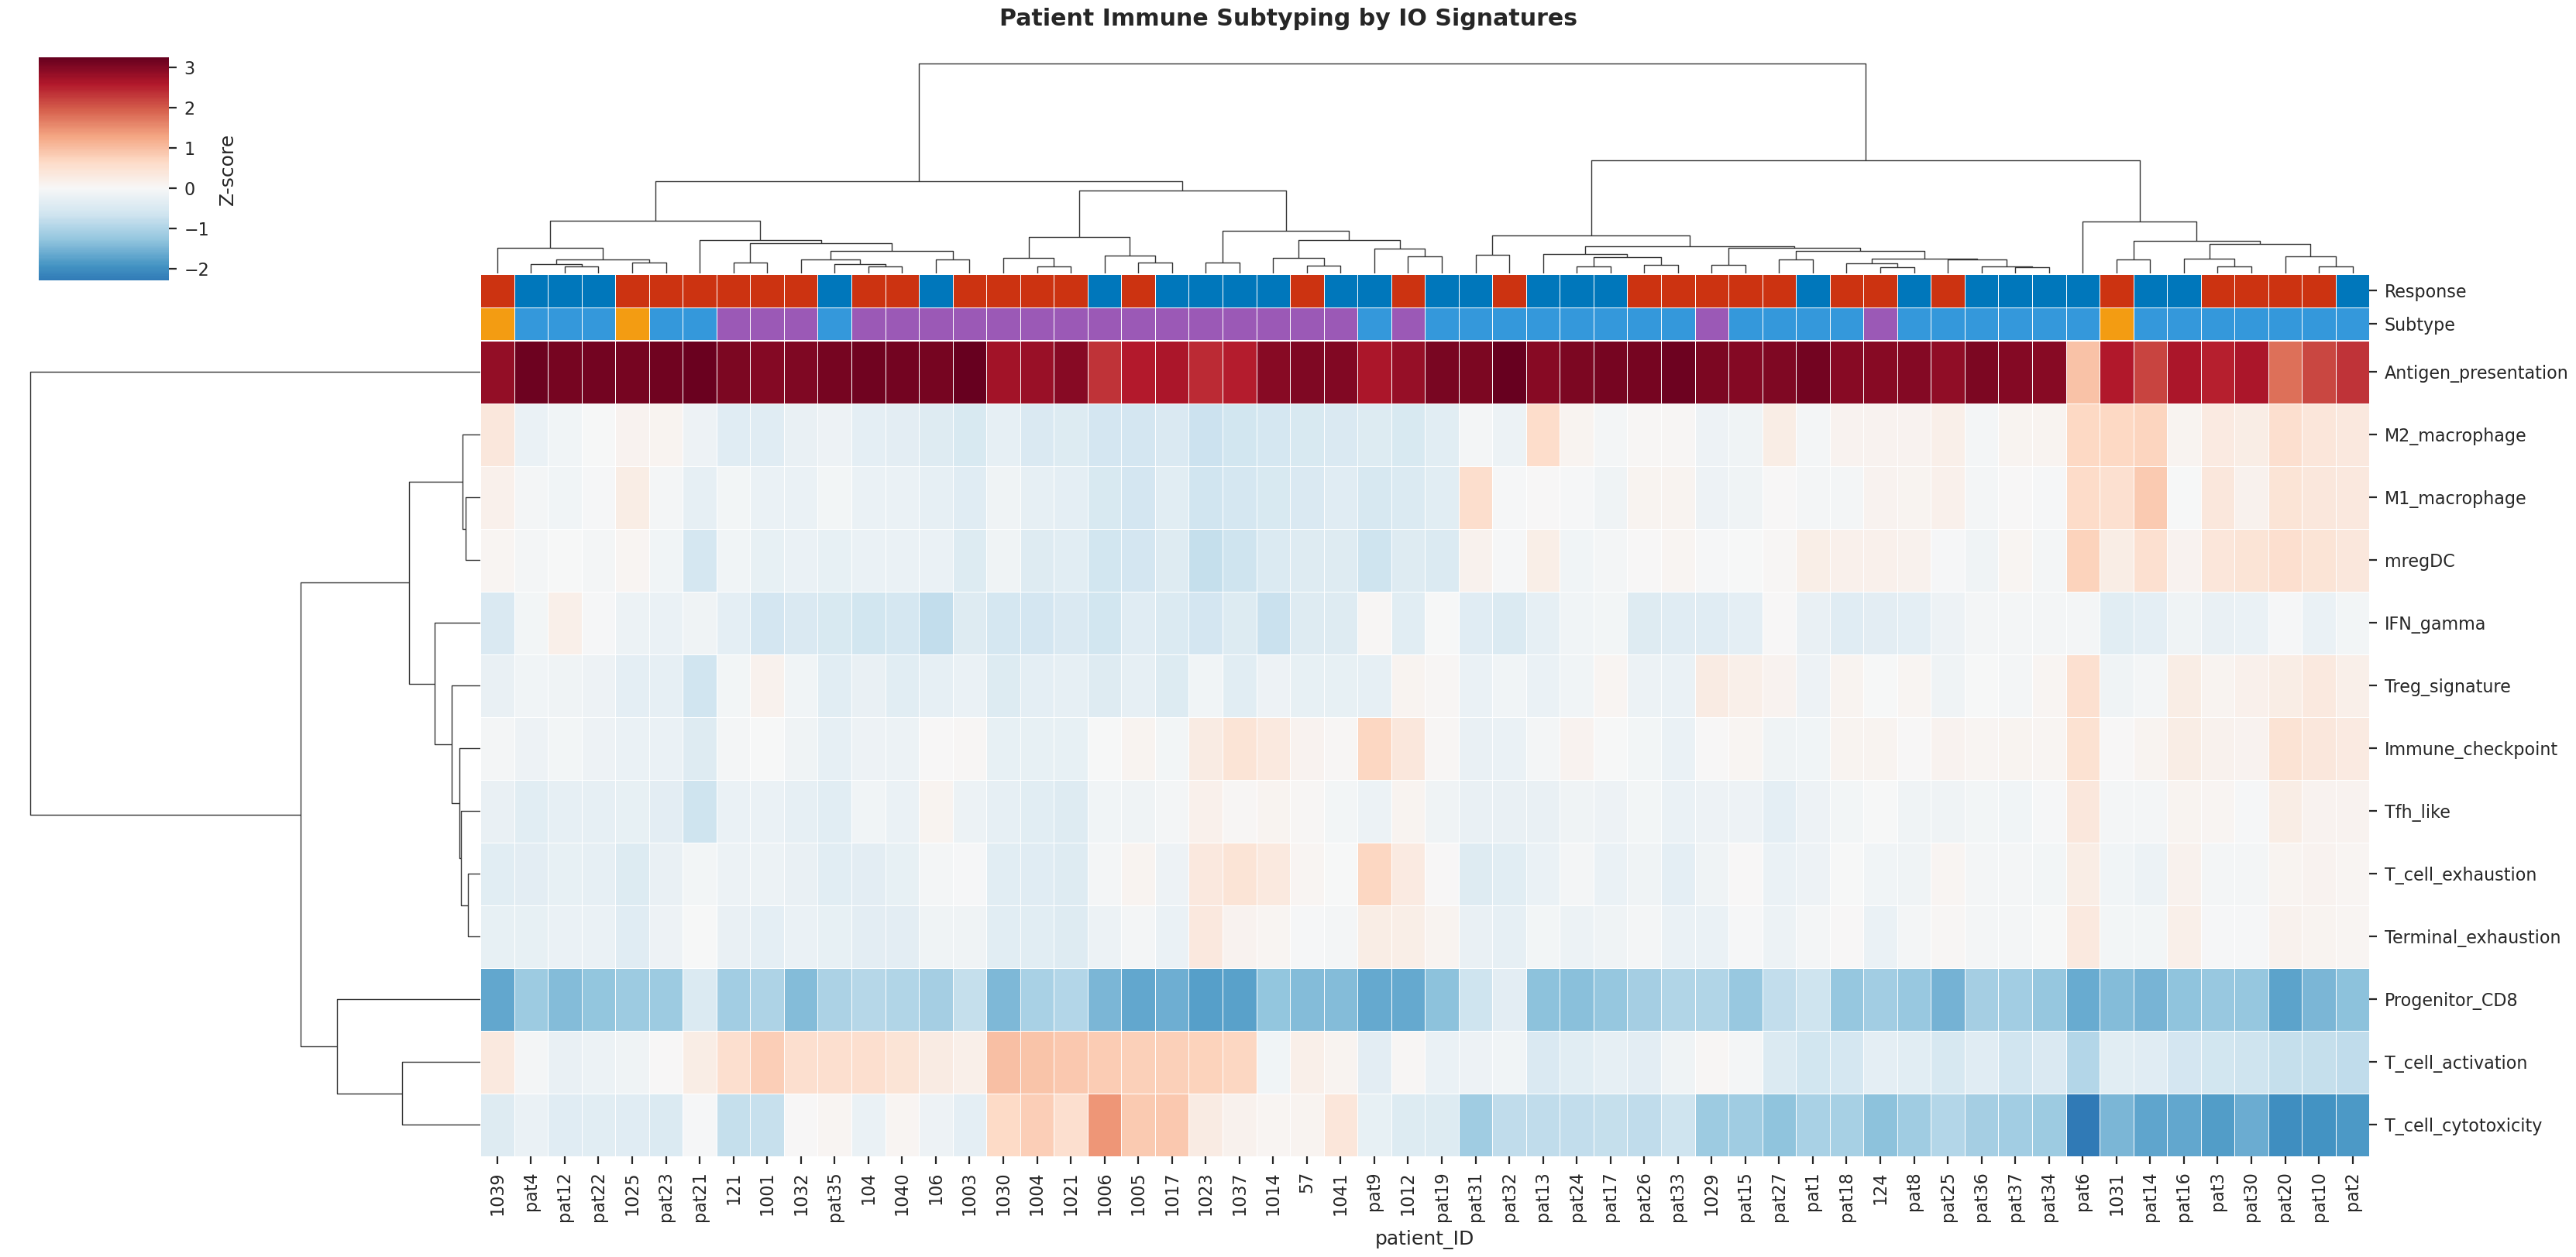 Patient Immune Subtyping by IO Signatures
3
2
1
0
−1
−2
Z-score
Response
Subtype
Antigen_presentation
M2_macrophage
M1_macrophage
mregDC
IFN_gamma
Treg_signature
Immune_checkpoint
Tfh_like
T_cell_exhaustion
Terminal_exhaustion
Progenitor_CD8
T_cell_activation
T_cell_cytotoxicity
1039
pat4
pat12
pat22
1025
pat23
pat21
121
1001
1032
pat35
104
1040
106
1003
1030
1004
1021
1006
1005
1017
1023
1037
1014
57
1041
pat9
1012
pat19
pat31
pat32
pat13
pat24
pat17
pat26
pat33
1029
pat15
pat27
pat1
pat18
124
pat8
pat25
pat36
pat37
pat34
pat6
1031
pat14
pat16
pat3
pat30
pat20
pat10
pat2
patient_ID